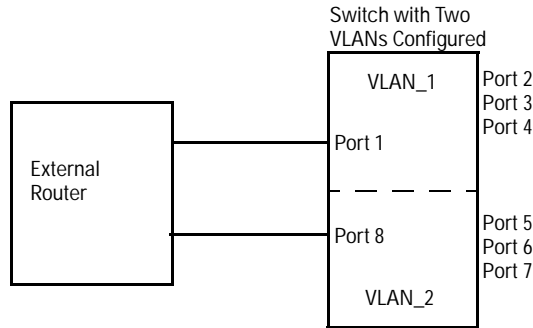 Switch with Two
VLANs Configured
VLAN_1
Port 2
Port 3
Port 4
Port 1
External
Router
Port 8
Port 5
Port 6
Port 7
VLAN_2